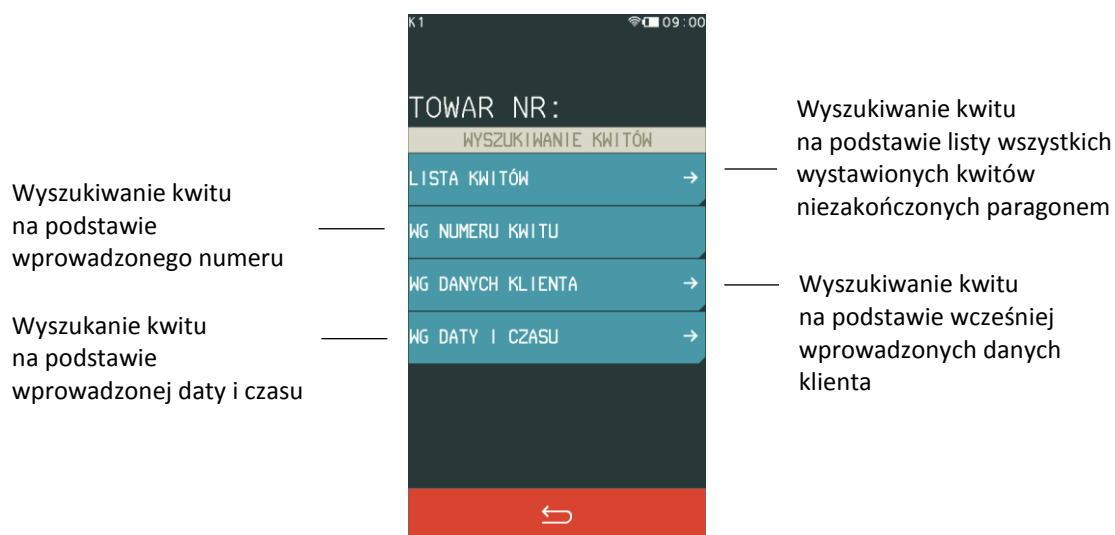 K1 09:00
TOWAR NR:
WYSZUKIWANIE KWITÓW
LISTA KWITÓW
WG NUMERU KWITU
WG DANYCH KLIENTA
WG DATY I CZASU
Wyszukiwanie kwitu
na podstawie
wprowadzonego numeru
Wyszukanie kwitu
na podstawie
wprowadzonej daty i czasu
Wyszukiwanie kwitu
na podstawie listy wszystkich
wystawionych kwitów
niezakończonych paragonem
Wyszukiwanie kwitu
na podstawie wcześniej
wprowadzonych danych
klienta